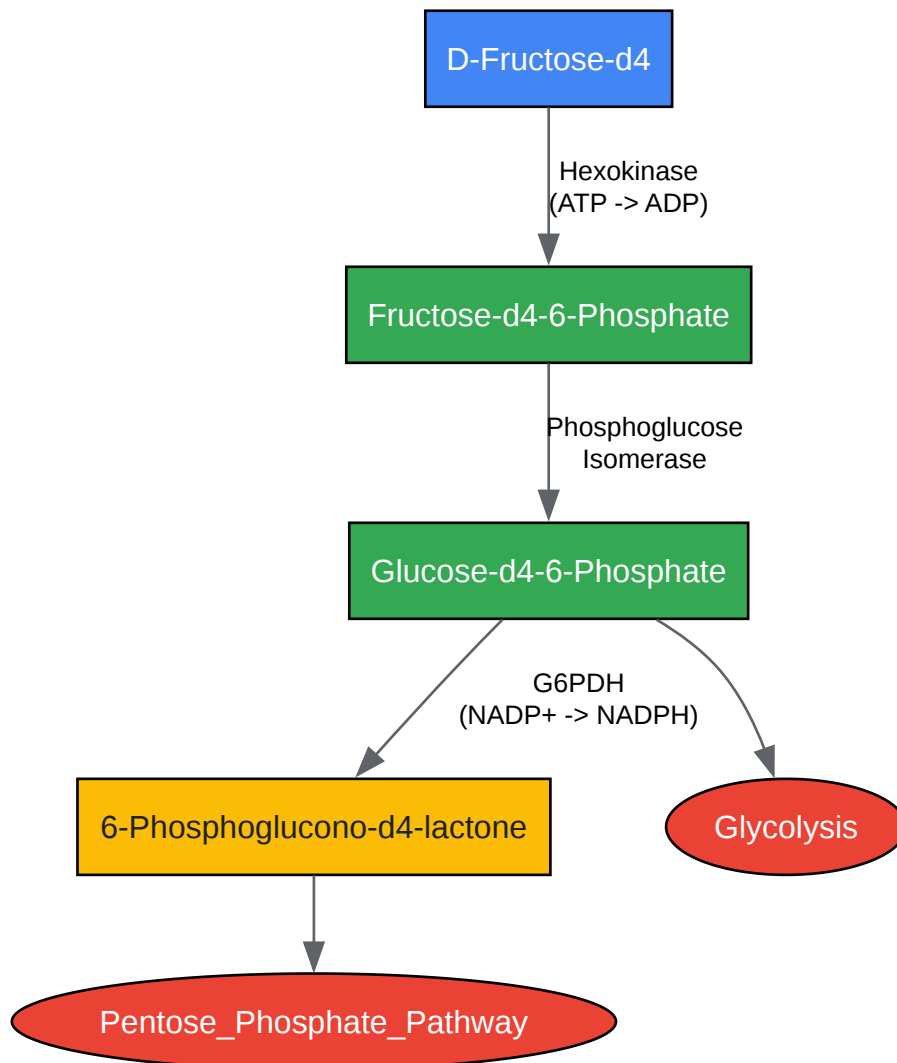 D-Fructose-d4
Hexokinase
(ATP -> ADP)
Fructose-d4-6-Phosphate
Phosphoglucose
Isomerase
Glucose-d4-6-Phosphate
G6PDH
(NADP+ -> NADPH)
6-Phosphoglucono-d4-lactone
Glycolysis
Pentose_Phosphate_Pathway